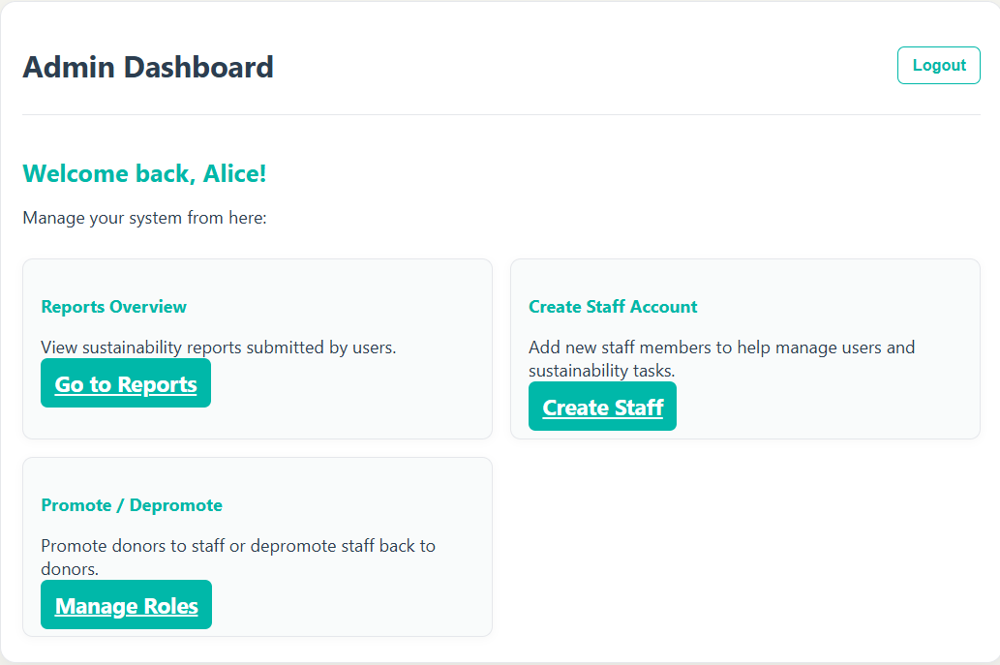 Admin Dashboard
Logout
Welcome back, Alice!
Manage your system from here:
Reports Overview
View sustainability reports submitted by users.
Go to Reports
Create Staff Account
Add new staff members to help manage users and
sustainability tasks.
Create Staff
Promote / Depromote
Promote donors to staff or depromote staff back to
donors.
Manage Roles